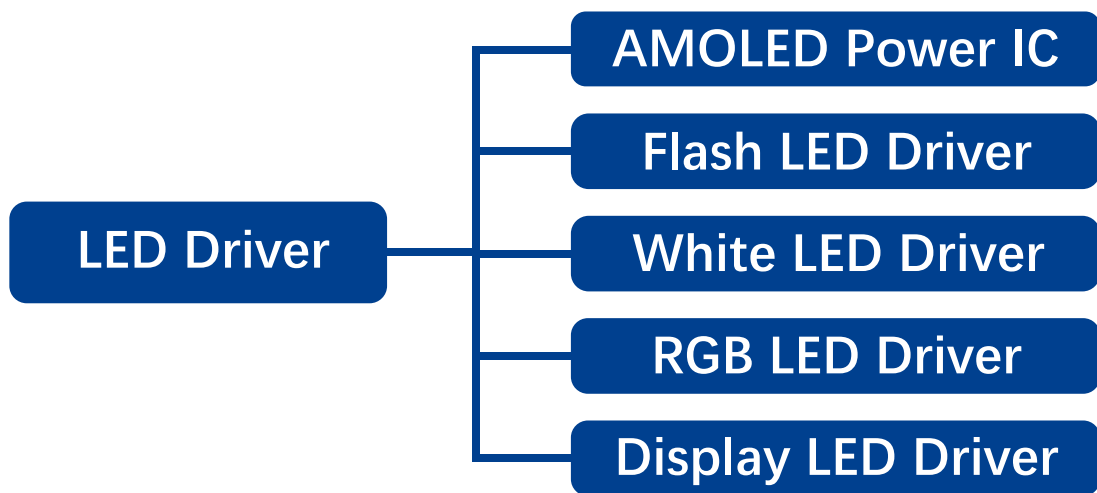 LED Driver
AMOLED Power IC
Flash LED Driver
White LED Driver
RGB LED Driver
Display LED Driver